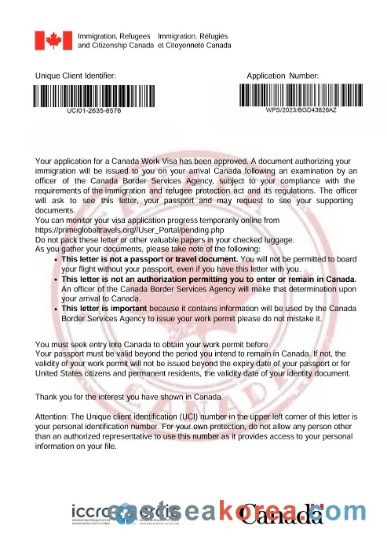 Immigration, Refugees Immigration, Réfugiés
and Citizenship Canada et Citoyenneté Canada
Unique Client Identifier:
Application Number:
UCI01-2635-8576
WPS/2023/BGD43826AZ
Your application for a Canada Work Visa has been approved. A document authorizing your
immigration will be issued to you on your arrival Canada following an examination by an
officer of the Canada Border Services Agency, subject to your compliance with the
requirements of the immigration and refugee protection act and its regulations. The officer
will ask to see this letter, your passport and may request to see your supporting
documents.
You can monitor your visa application progress temporarily online from
https://primeglobaltravels.org//User_Portal/pending.php
Do not pack these letter or other valuable papers in your checked luggage.
As you gather your documents, please take note of the following:
• This letter is not a passport or travel document. You will not be permitted to board
your flight without your passport, even if you have this letter with you.
• This letter is not an authorization permitting you to enter or remain in Canada.
An officer of the Canada Border Services Agency will make that determination upon
your arrival to Canada.
• This letter is important because it contains information will be used by the Canada
Border Services Agency to issue your work permit please do not mistake it.
You must seek entry into Canada to obtain your work permit before
Your passport must be valid beyond the period you intend to remain in Canada. If not, the
validity of your work permit will not be issued beyond the expiry date of your passport or for
United States citizens and permanent residents, the validity date of your identity document.
Thank you for the interest you have shown in Canada.
Attention: The Unique client identification (UCI) number in the upper left corner of this letter is
your personal identification number. For your own protection, do not allow any person other
than an authorized representative to use this number as it provides access to your personal
information on your file.
iccrc crcic
Canada
eastseakorea.com